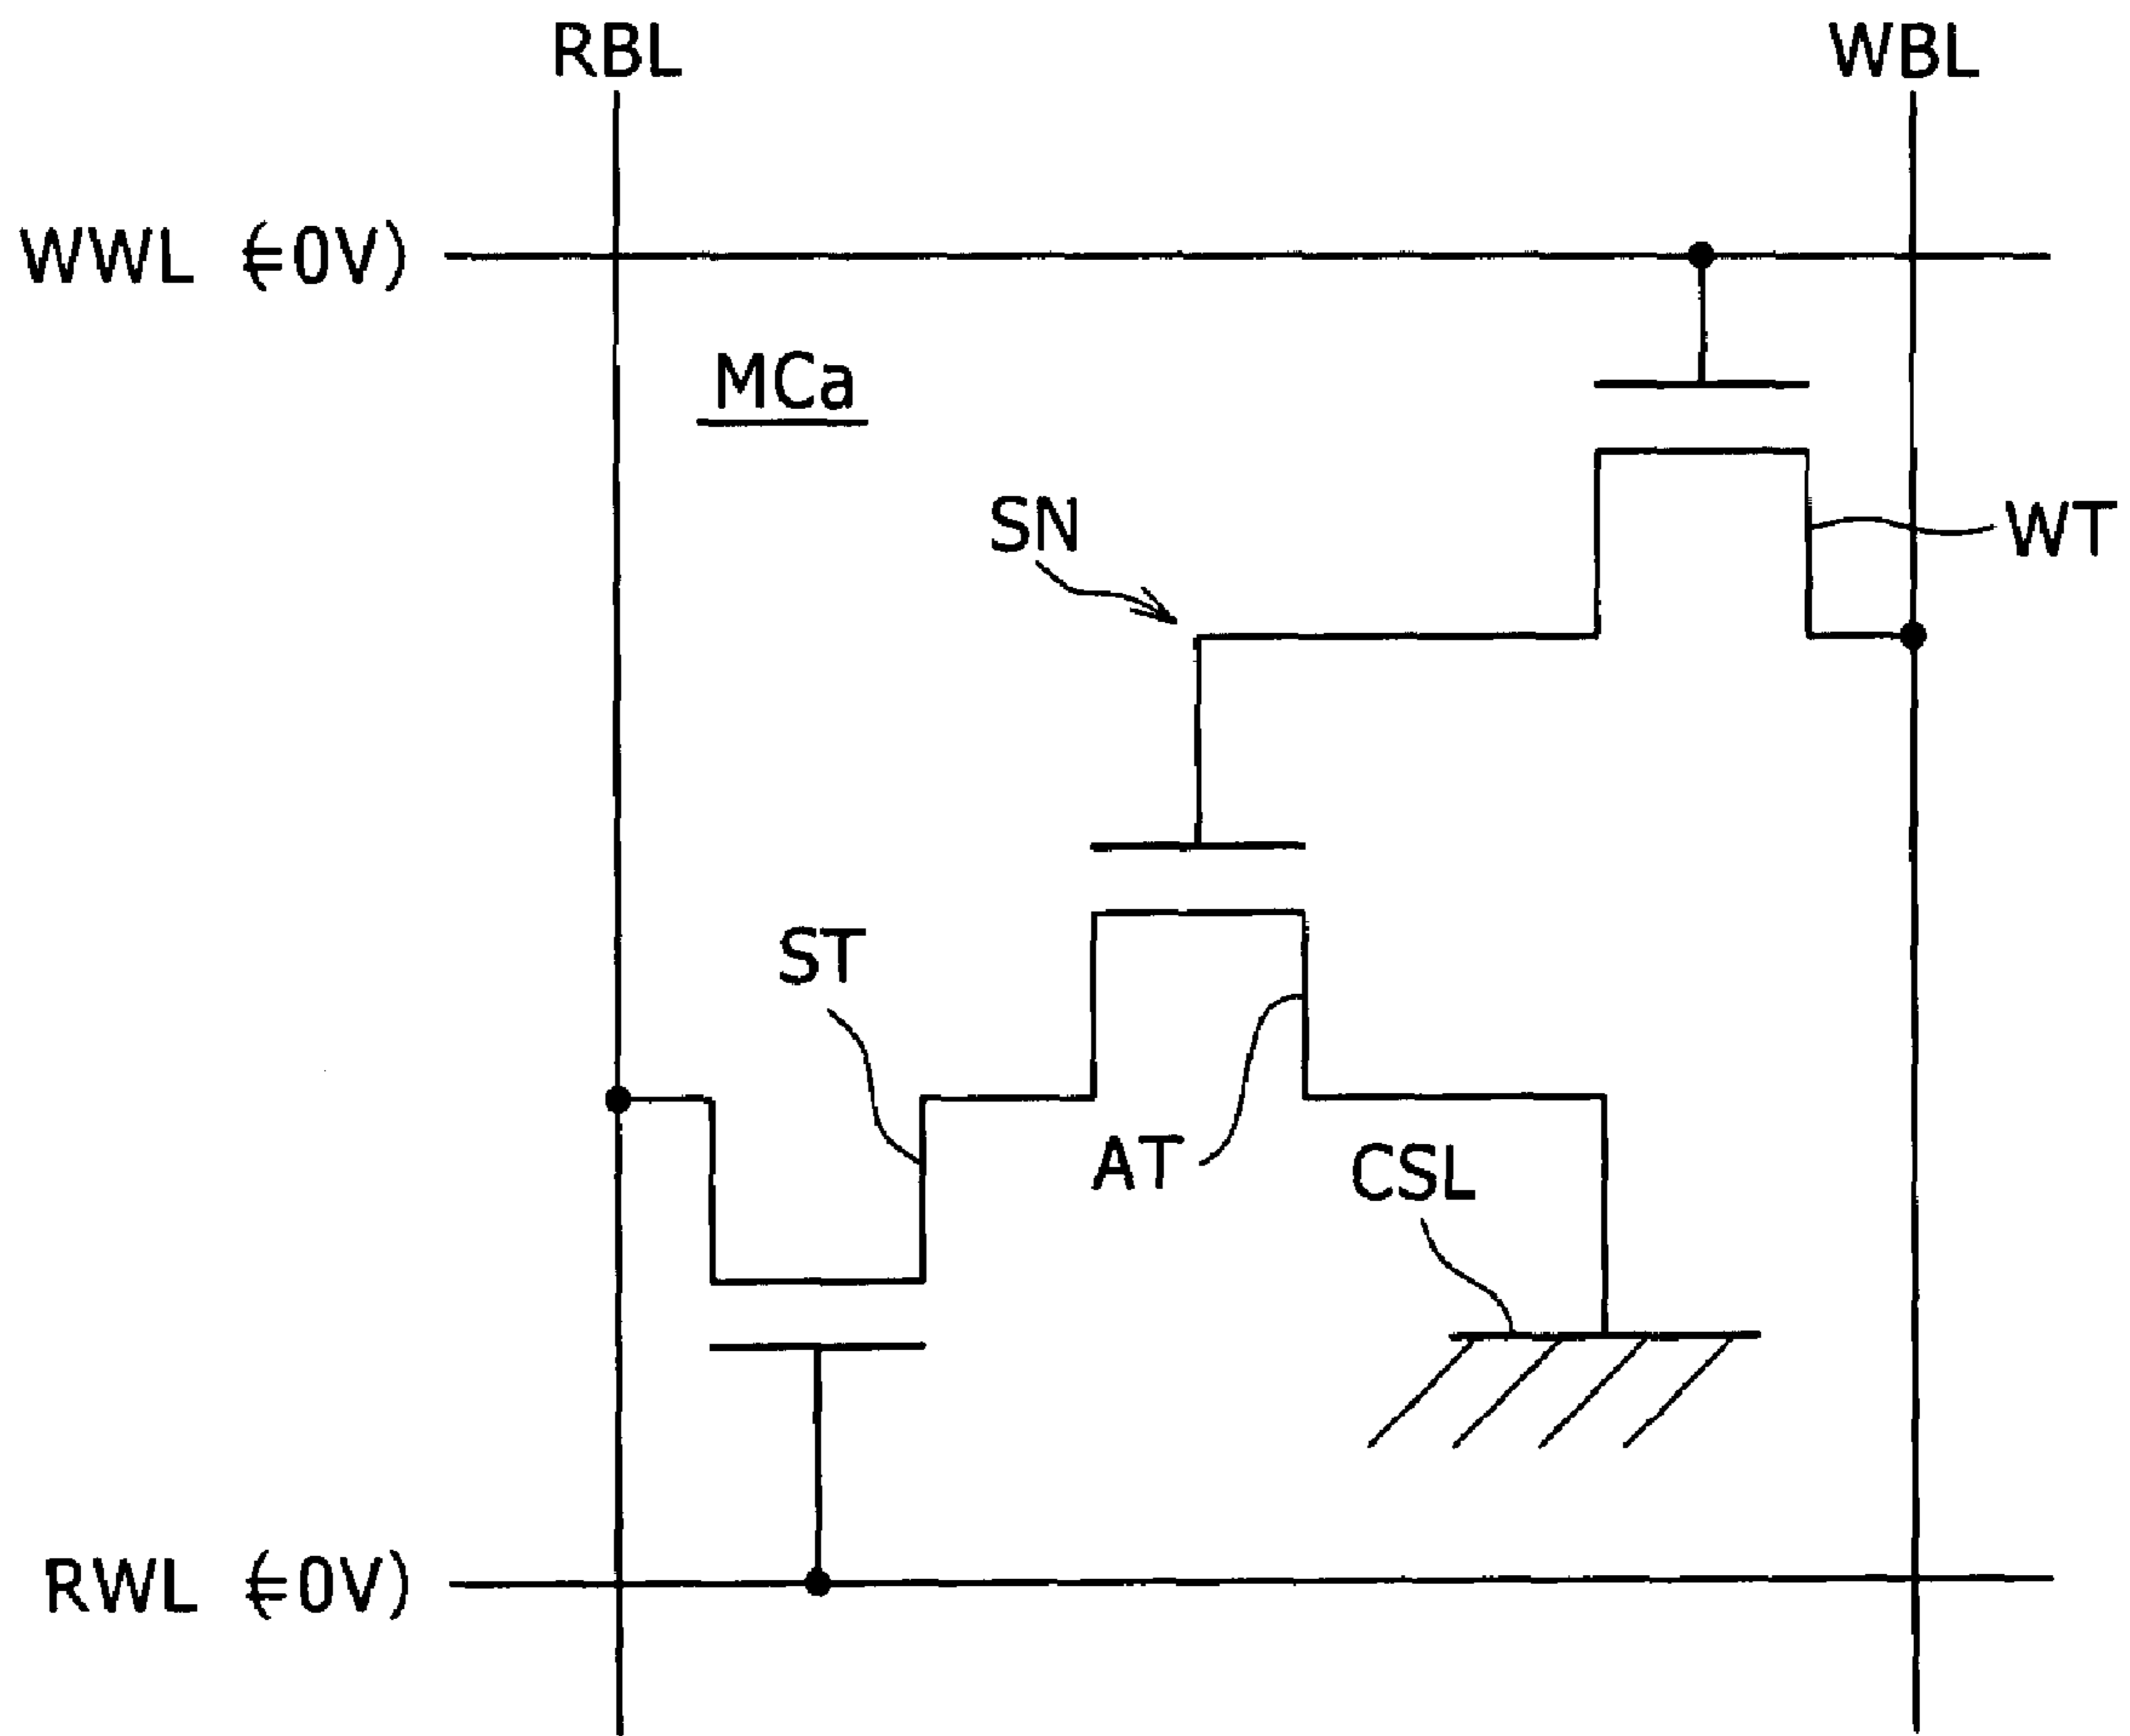 RBL
WBL
WWL (=0V)
MCa
SN
WT
ST
AT
CSL
RWL (=0V)